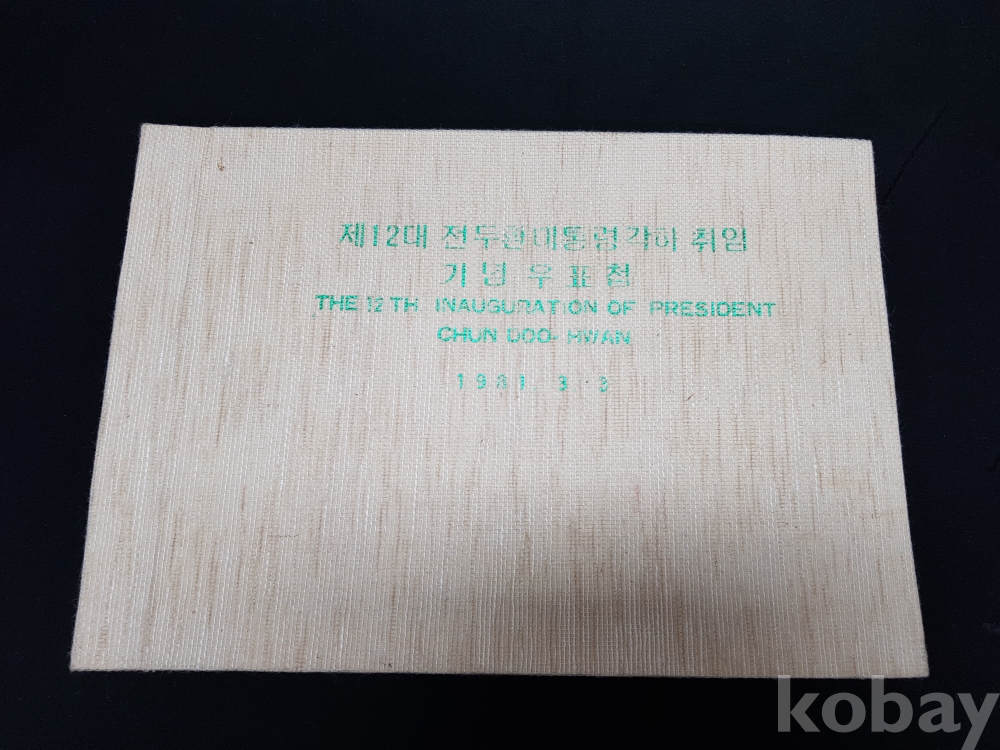 제12대 전두환대통령각하 취임
기념우표첩
THE 12TH INAUGURATION OF PRESIDENT
CHUN DOO-HWAN
1981 3 3
kobay